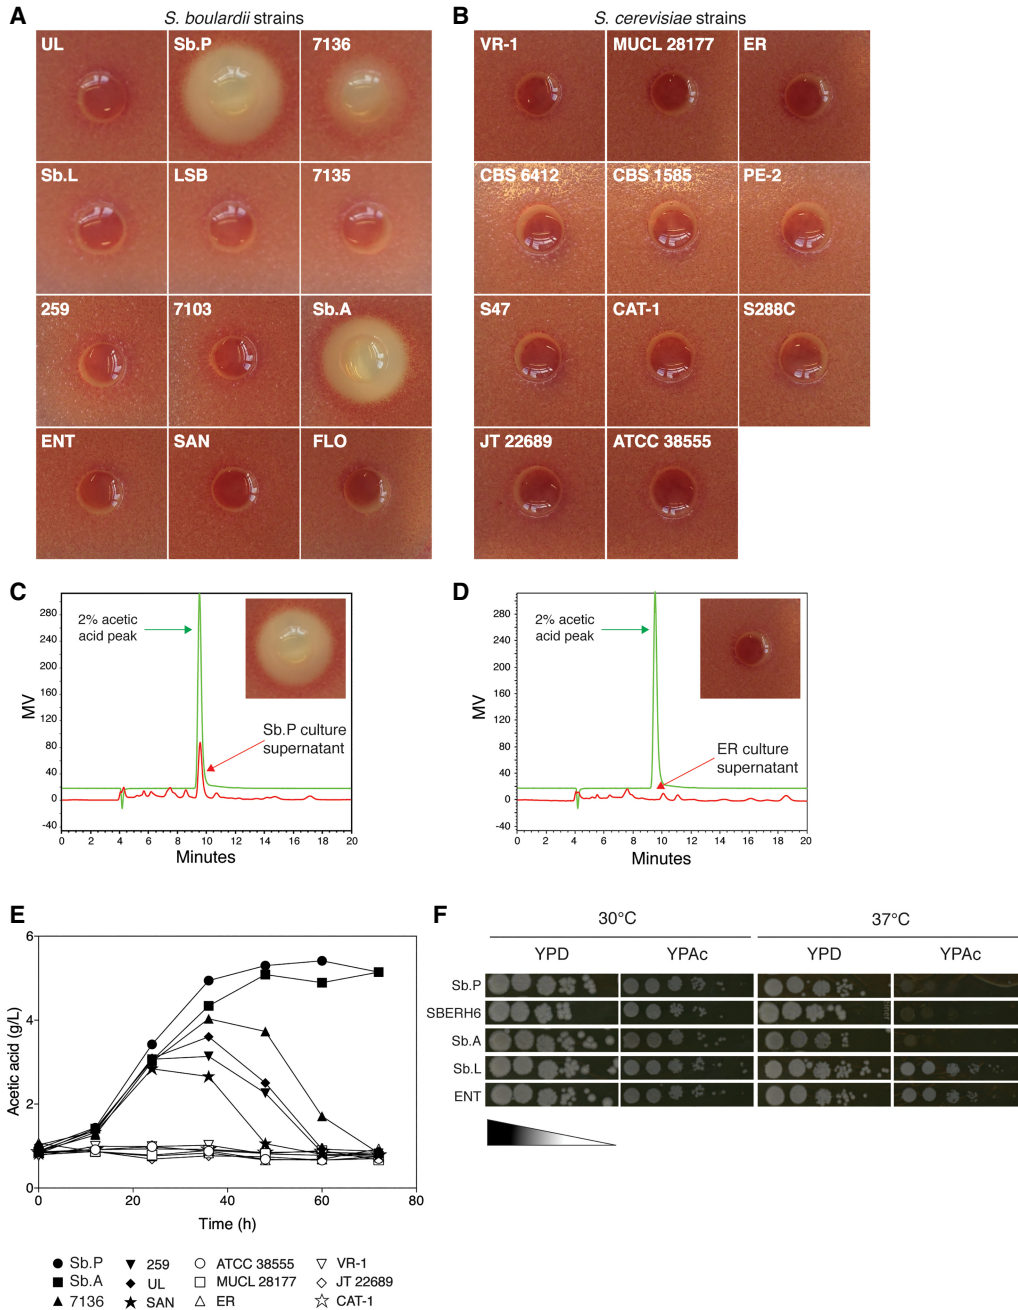 A
S. boulardii strains
UL
Sb.P
7136
Sb.L
LSB
7135
259
7103
Sb.A
ENT
SAN
FLO
B
S. cerevisiae strains
VR-1
MUCL 28177
ER
CBS 6412
CBS 1585
PE-2
S47
CAT-1
S288C
JT 22689
ATCC 38555
C
MV
280
240
200
160
120
80
40
0
-40
2% acetic
acid peak
Sb.P culture
supernatant
0 2 4 6 8 10 12 14 16 18 20
Minutes
D
MV
280
240
200
160
120
80
40
0
-40
2% acetic
acid peak
ER culture
supernatant
0 2 4 6 8 10 12 14 16 18 20
Minutes
E
Acetic acid (g/L)
6
4
2
0
0 20 40 60 80
Time (h)
Sb.P
Sb.A
7136
259
UL
SAN
ATCC 38555
MUCL 28177
ER
VR-1
JT 22689
CAT-1
F
30°C 37°C
YPD YPAc YPD YPAc
Sb.P
SBERH6
Sb.A
Sb.L
ENT